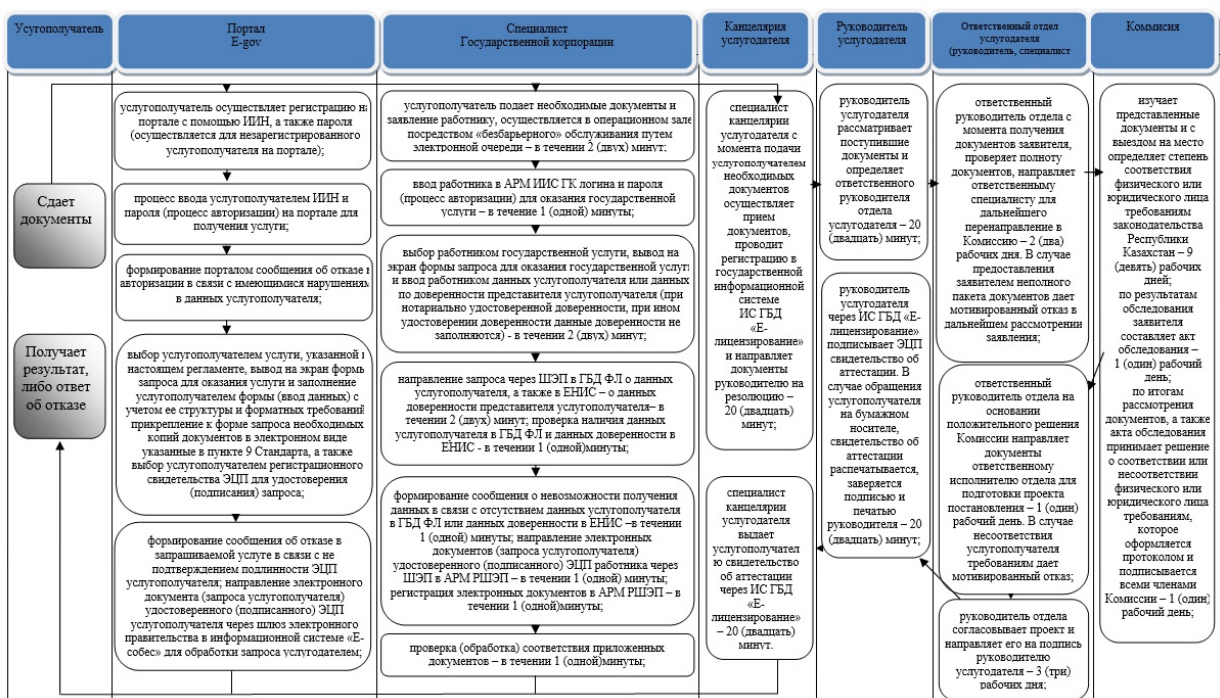 Усугополучатель
Портал
E-gov
Специалист
Государственной корпорации
Канцелярия
услугодателя
Руководитель
услугодателя
Ответственный отдел
услугодателя
(руководитель, специалист
Коммисия
Сдает
документы
Получает
результат,
либо ответ
об отказе
услугополучатель осуществляет регистрацию на
портале с помощью ИИН, а также пароля
(осуществляется для незарегистрированного
услугополучателя на портале);
процесс ввода услугополучателем ИИН и
пароля (процесс авторизации) на портале для
получения услуги;
формирование порталом сообщения об отказе в
авторизации в связи с имеющимися нарушениям
в данных услугополучателя;
выбор услугополучателем услуги, указанной в
настоящем регламенте, вывод на экран формы
запроса для оказания услуги и заполнение
услугополучателем формы (ввод данных) с
учетом ее структуры и форматных требований
прикрепление к форме запроса необходимых
копий документов в электронном виде
указанные в пункте 9 Стандарта, а также
выбор услугополучателем регистрационного
свидетельства ЭЦП для удостоверения
(подписания) запроса;
формирование сообщения об отказе в
запрашиваемой услуге в связи с не
подтверждением подлинности ЭЦП
услугополучателя; направление электронного
документа (запроса услугополучателя)
удостоверенного (подписанного) ЭЦП
услугополучателя через шлюз электронного
правительства в информационной системе «Е-
собес» для обработки запроса услугодателем;
услугополучатель подает необходимые документы и
заявление работнику, осуществляется в операционном зале
посредством «безбарьерного» обслуживания путем
электронной очереди – в течении 2 (двух) минут;
ввод работника в АРМ ИИС ГК логина и пароля
(процесс авторизации) для оказания государственной
услуги – в течение 1 (одной) минуты;
выбор работником государственной услуги, вывод на
экран формы запроса для оказания государственной услуг
и ввод работником данных услугополучателя или данных
по доверенности представителя услугополучателя (при
нотариально удостоверенной доверенности, при ином
удостоверении доверенности данные доверенности не
заполняются) - в течении 2 (двух) минут;
направление запроса через ШЭП в ГБД ФЛ о данных
услугополучателя, а также в ЕНИС – о данных
доверенности представителя услугополучателя– в
течении 2 (двух) минут; проверка наличия данных
услугополучателя в ГБД ФЛ и данных доверенности в
ЕНИС - в течении 1 (одной)минуты;
формирование сообщения о невозможности получения
данных в связи с отсутствием данных услугополучателя
в ГБД ФЛ или данных доверенности в ЕНИС –в течении
1 (одной) минуты; направление электронных
документов (запроса услугополучателя)
удостоверенного (подписанного) ЭЦП работника через
ШЭП в АРМ РШЭП – в течении 1 (одной) минуты;
регистрация электронных документов в АРМ РШЭП – в
течении 1 (одной)минуты;
проверка (обработка) соответствия приложенных
документов – в течении 1 (одной)минуты;
специалист
канцелярии
услугодателя с
момента подачи
услугополучателем
необходимых
документов
осуществляет
прием
документов,
проводит
регистрацию в
государственной
информационной
системе
ИС ГБД
«Е-
лицензирование»
и направляет
документы
руководителю на
резолюцию –
20 (двадцать)
минут;
специалист
канцелярии
услугодателя
выдает
услугополучател
ю свидетельство
об аттестации
через ИС ГБД
«Е-
лицензирование»
– 20 (двадцать)
минут.
руководитель
услугодателя
рассматривает
поступившие
документы и
определяет
ответственного
руководителя
отдела
услугодателя - 20
(двадцать) минут;
руководитель
услугодателя
через ИС ГБД «Е-
лицензирование»
подписывает ЭЦП
свидетельство об
аттестации. В
случае обращения
услугополучателя
на бумажном
носителе,
свидетельство об
аттестации
распечатывается,
заверяется
подписью и
печатью
руководителя – 20
(двадцать) минут;
ответственный
руководитель отдела с
момента получения
документов заявителя,
проверяет полноту
документов, направляет
ответственныму
специалисту для
дальнейшего
перенаправление в
Комиссию – 2 (два)
рабочих дня. В случае
предоставления
заявителем неполного
пакета документов дает
мотивированный отказ в
дальнейшем рассмотрении
заявления;
ответственный
руководитель отдела на
основании
положительного решения
Комиссии направляет
документы
ответственному
исполнителю отдела для
подготовки проекта
постановления – 1 (один)
рабочий день. В случае
несоответствия
услугополучателя
требованиям дает
мотивированный отказ;
руководитель отдела
согласовывает проект и
направляет его на подпись
руководителю
услугодателя – 3 (три)
рабочих дня;
изучает
представленные
документы и с
выездом на место
определяет степень
соответствия
физического или
юридического лица
требованиям
законодательства
Республики
Казахстан – 9
(девять) рабочих
дней;
по результатам
обследования
заявителя
составляет акт
обследования –
1 (один) рабочий
день;
по итогам
рассмотрения
документов, а также
акта обследования
принимает решение
о соответствии или
несоответствии
физического или
юридического лица
требованиям,
которое
оформляется
протоколом и
подписывается
всеми членами
Комиссии – 1 (один)
рабочий день;